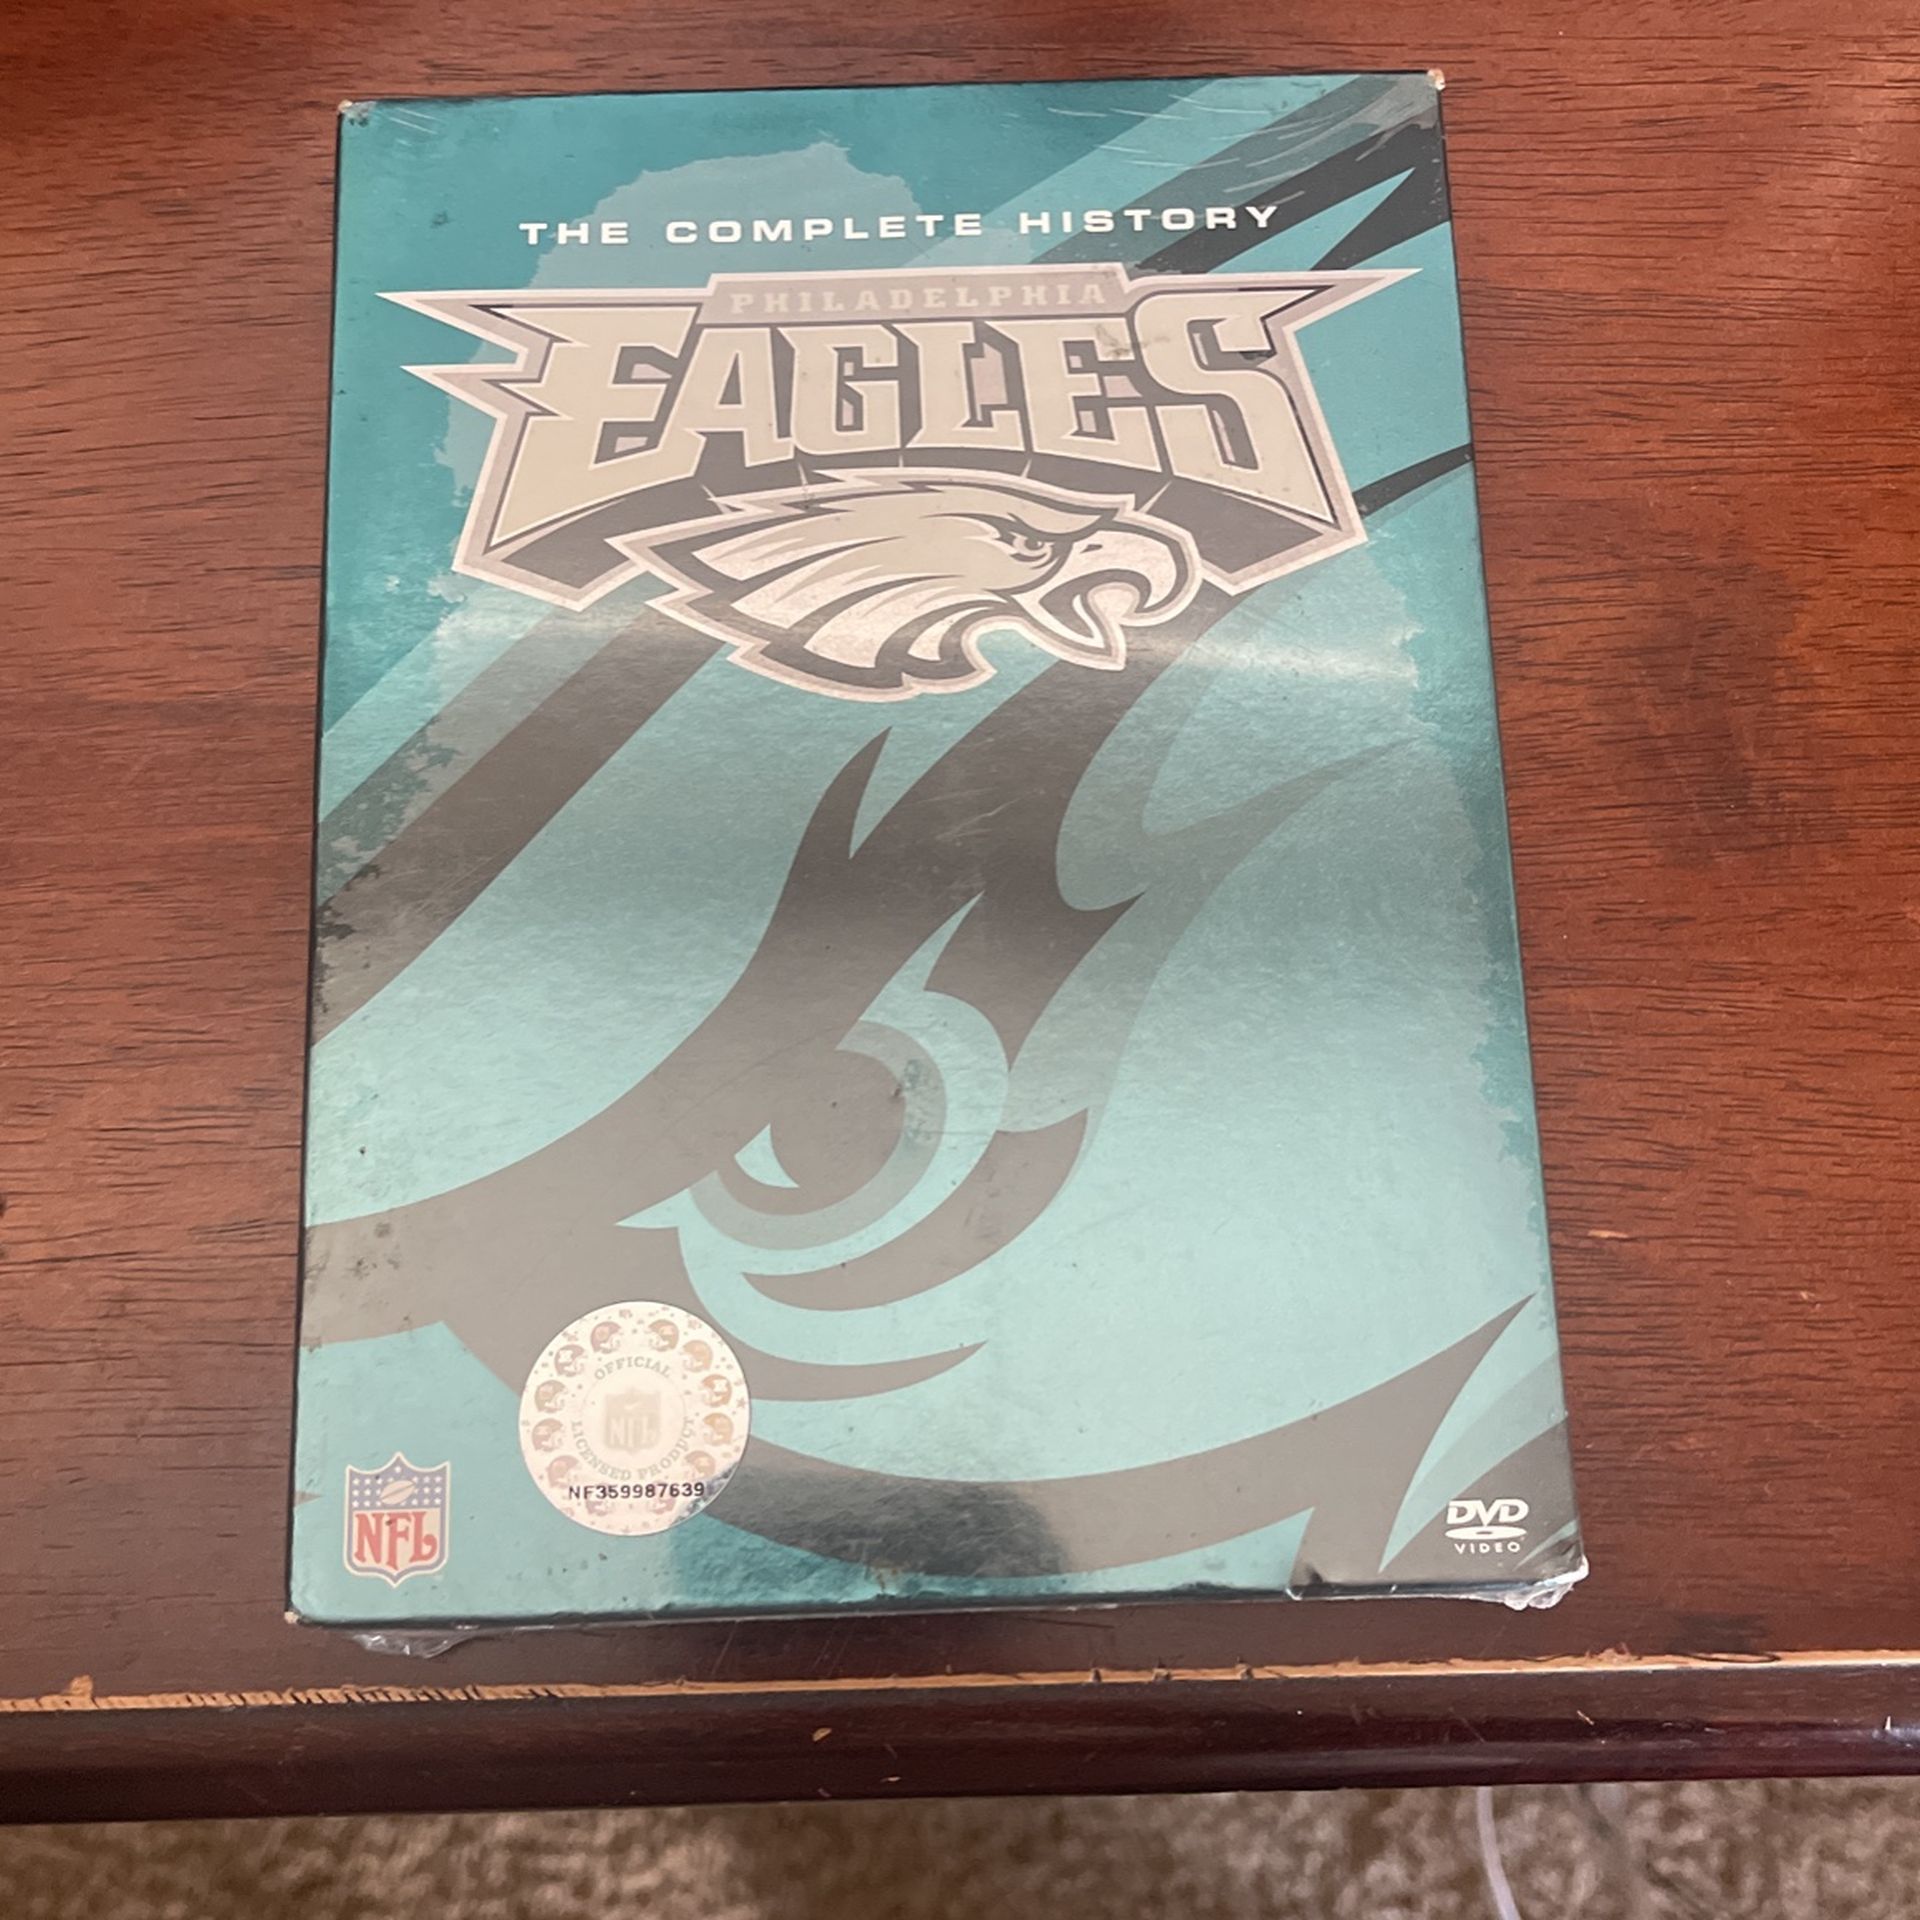 THE COMPLETE HISTORY
PHILADELPHIA
EAGLES
OFFICIAL
NFL
LICENSED PRODUCT
NF359987639
NFL
DVD
VIDEO